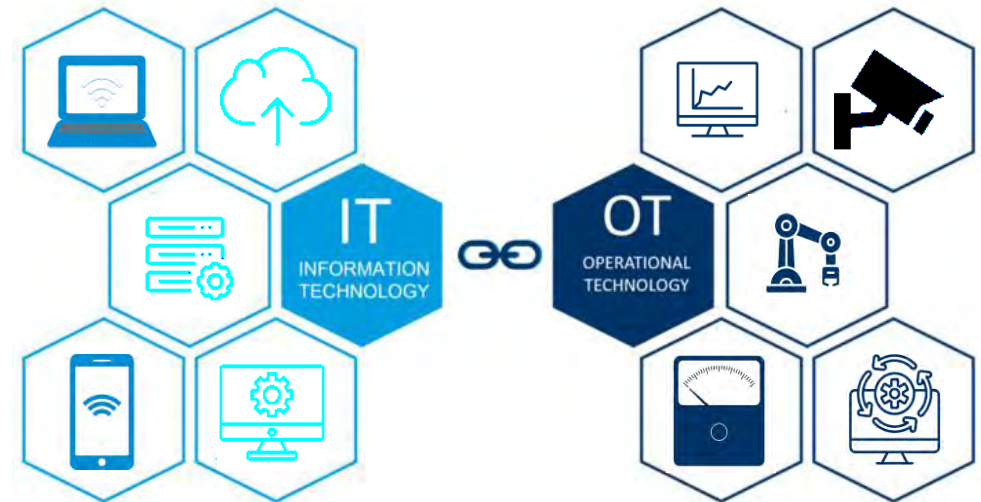 IT
INFORMATION
TECHNOLOGY
OT
OPERATIONAL
TECHNOLOGY